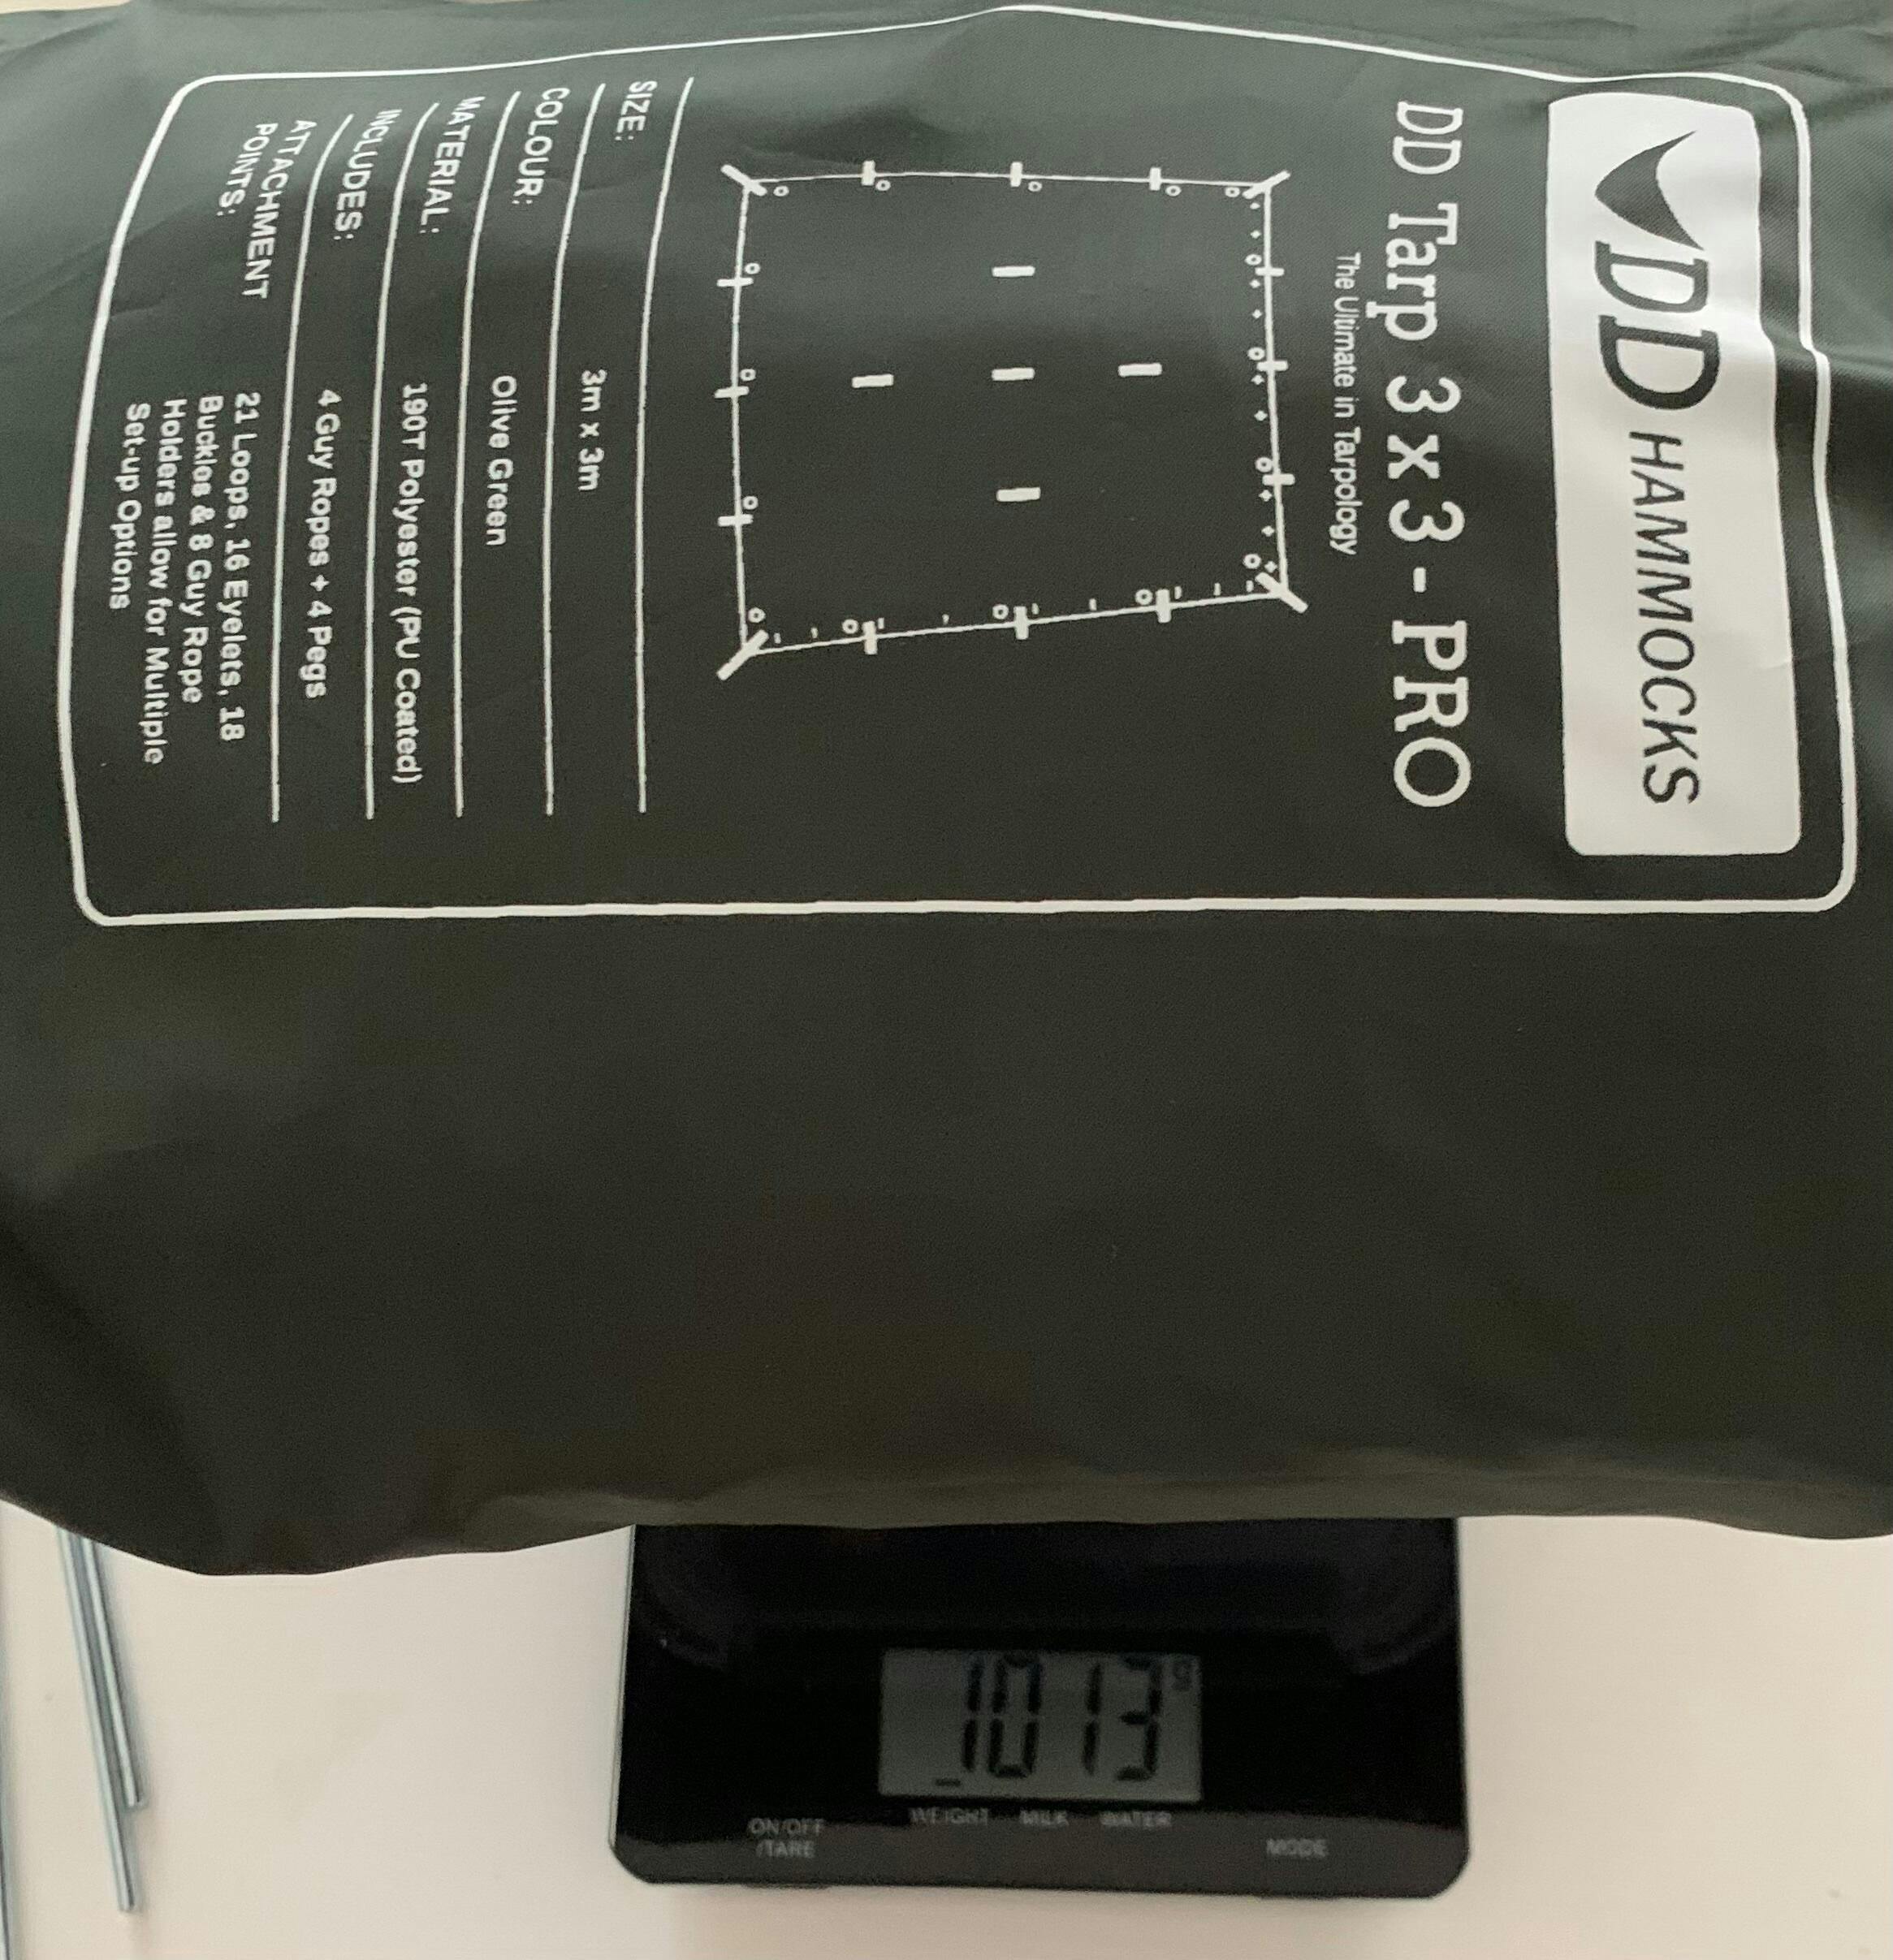 DD HAMMOCKS
DD Tarp 3 x 3 - PRO
The Ultimate in Tarpology
SIZE: 3m x 3m
COLOUR: Olive Green
MATERIAL: 190T Polyester (PU Coated)
INCLUDES: 4 Guy Ropes + 4 Pegs
ATTACHMENT
POINTS:
21 Loops, 16 Eyelets, 18
Buckles & 8 Guy Rope
Holders allow for Multiple
Set-up Options
1013 g
WEIGHT MILK WATER
ON/OFF
/TARE
MODE